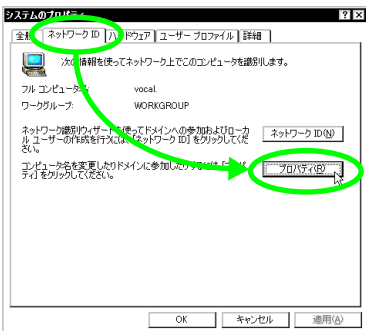 システムのプロパティ
全般 ネットワーク ID ハードウェア ユーザー プロファイル 詳細
次の情報を使ってネットワーク上でこのコンピュータを識別します。
フル コンピュータ名: vocal
ワークグループ: WORKGROUP
ネットワーク識別ウィザードを使ってドメインへの参加およびローカ
ル ユーザーの作成を行うには、[ネットワーク ID] をクリックしてくだ
さい。
ネットワーク ID(N)
コンピュータ名を変更したりドメインに参加したりするには [プロパ
ティ] をクリックしてください。
プロパティ(R)
OK キャンセル 適用(A)